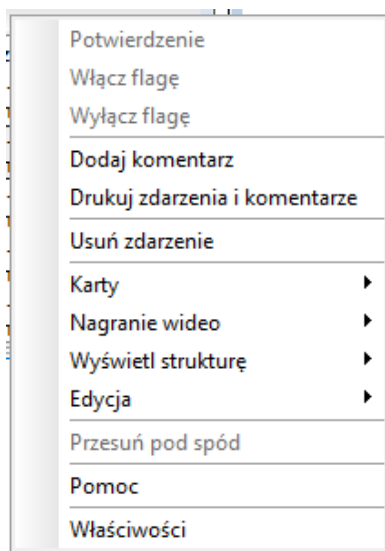 Potwierdzenie
Włącz flagę
Wyłącz flagę
Dodaj komentarz
Drukuj zdarzenia i komentarze
Usuń zdarzenie
Karty
Nagranie wideo
Wyświetl strukturę
Edycja
Przesuń pod spód
Pomoc
Właściwości